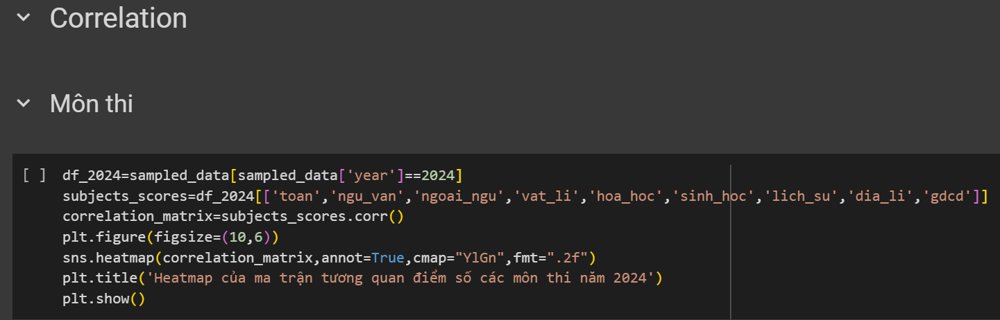 Correlation
Môn thi
[ ] df_2024=sampled_data[sampled_data['year']==2024]
subjects_scores=df_2024[['toan','ngu_van','ngoai_ngu','vat_li','hoa_hoc','sinh_hoc','lich_su','dia_li','gdcd']]
correlation_matrix=subjects_scores.corr()
plt.figure(figsize=(10,6))
sns.heatmap(correlation_matrix,annot=True,cmap="YlGn",fmt=".2f")
plt.title('Heatmap của ma trận tương quan điểm số các môn thi năm 2024')
plt.show()